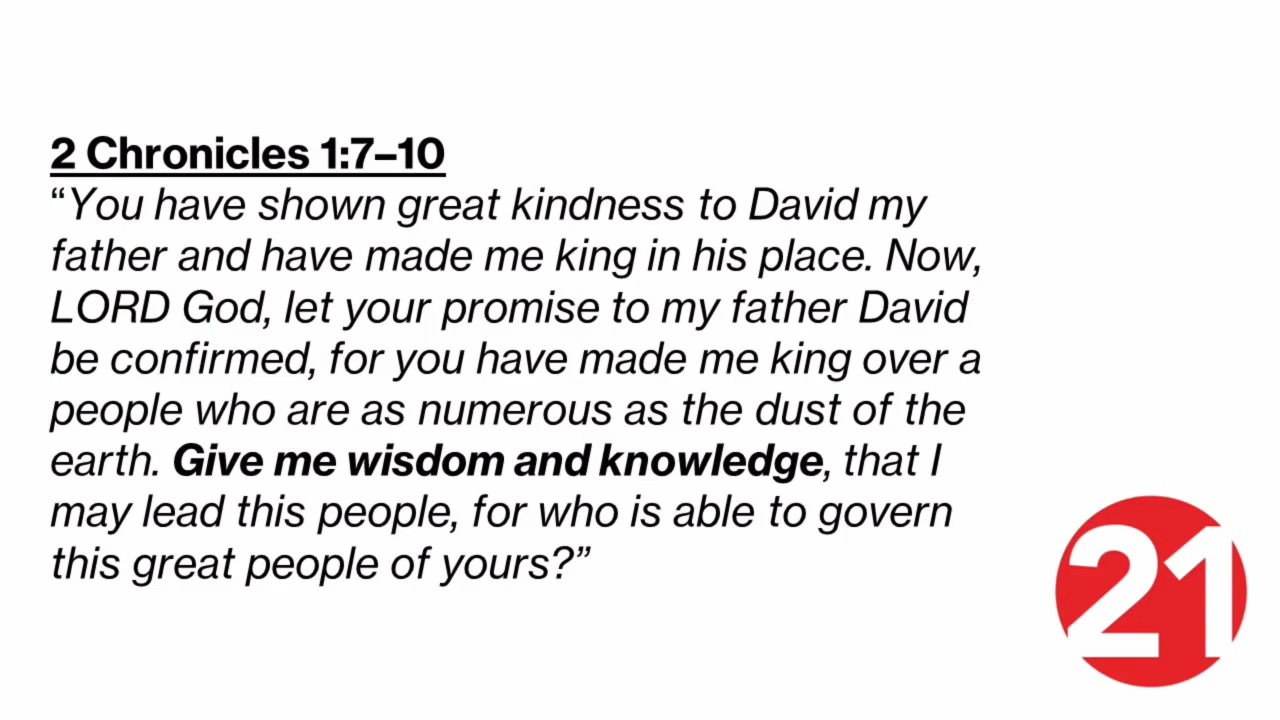 2 Chronicles 1:7–10
“You have shown great kindness to David my
father and have made me king in his place. Now,
LORD God, let your promise to my father David
be confirmed, for you have made me king over a
people who are as numerous as the dust of the
earth. Give me wisdom and knowledge, that I
may lead this people, for who is able to govern
this great people of yours?”
21